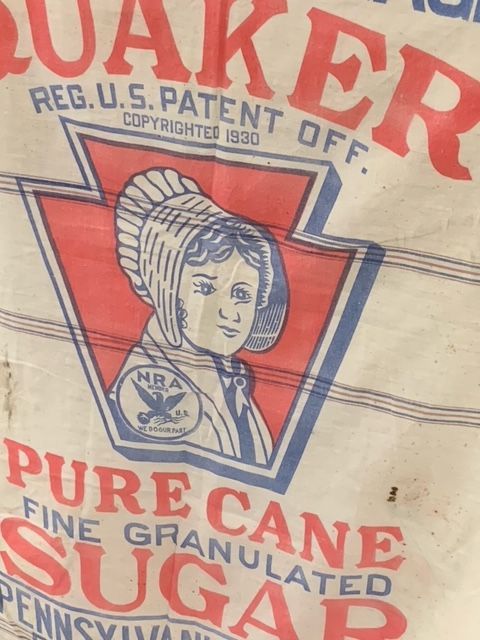 QUAKER
REG. U.S. PATENT OFF.
COPYRIGHTED 1930
NRA
MEMBER
U.S.
WE DO OUR PART
PURE CANE
FINE GRANULATED
SUGAR